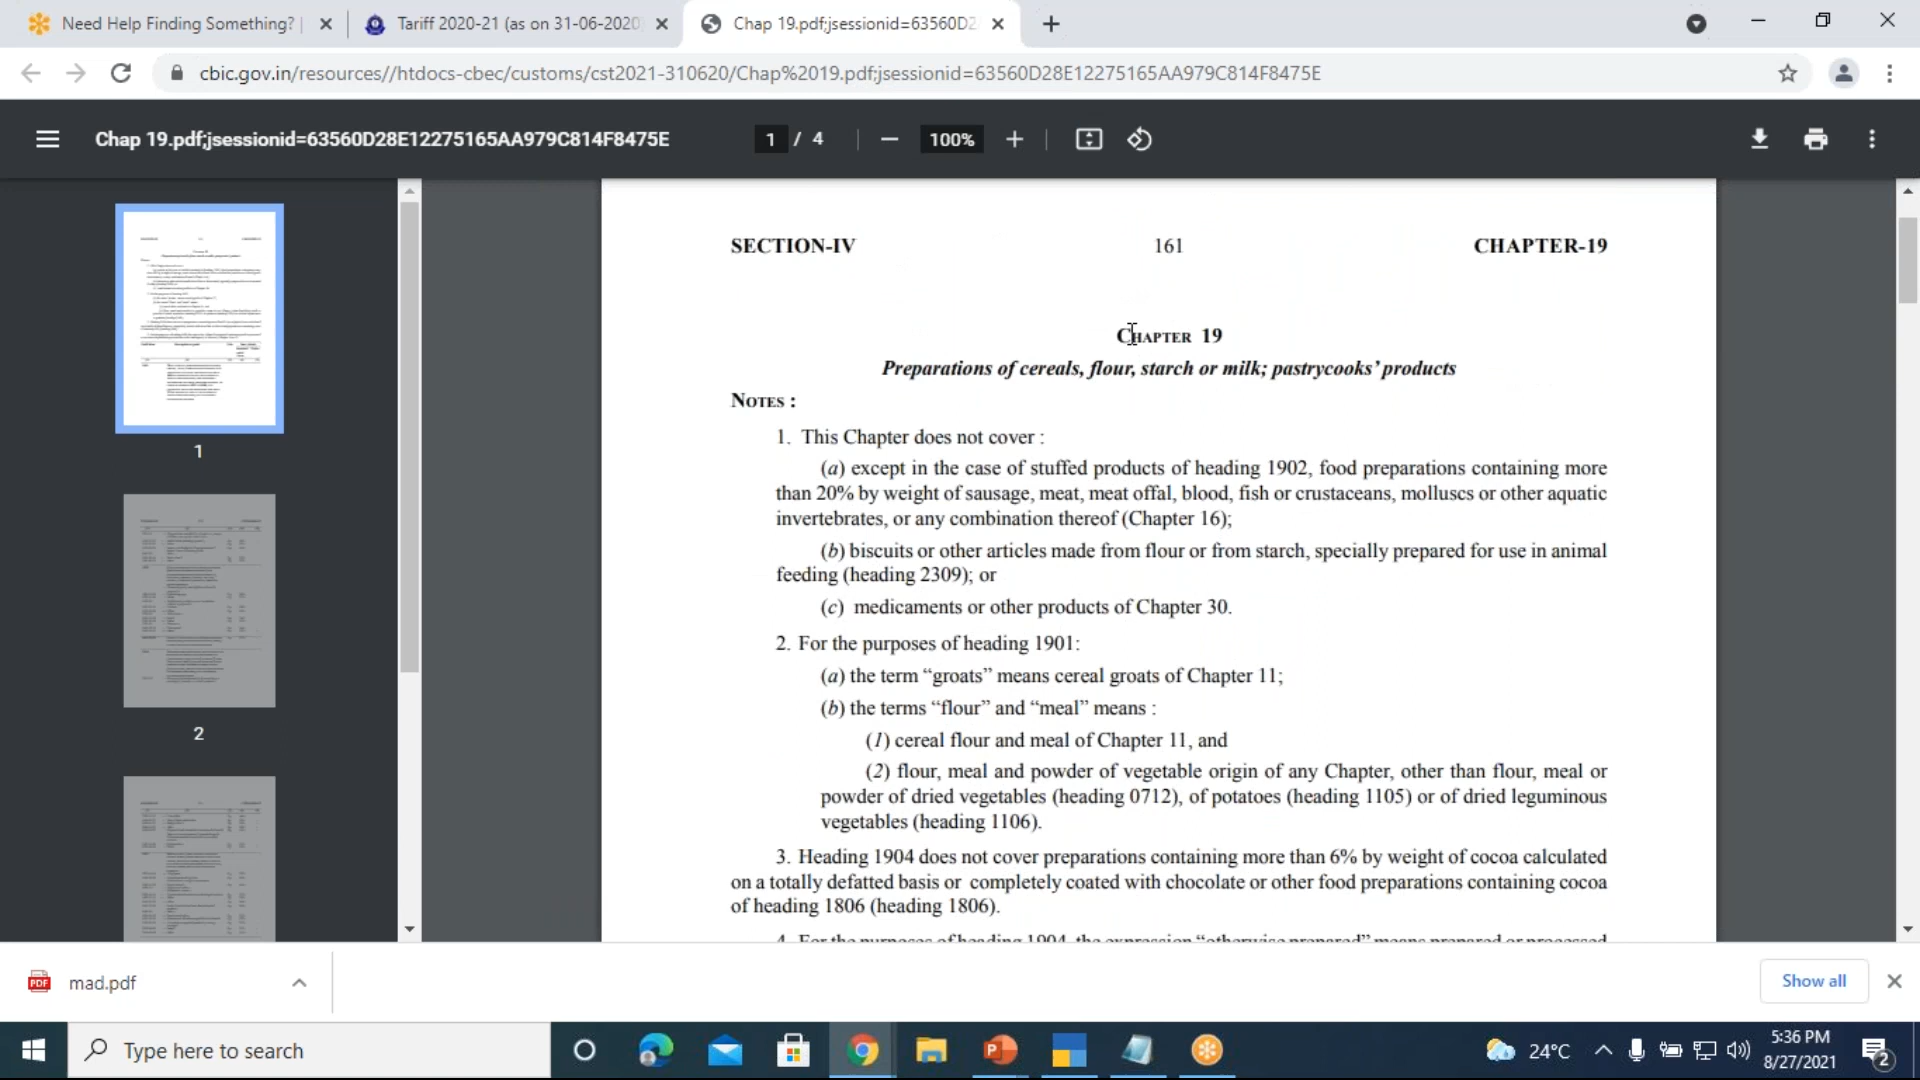 Need Help Finding Something? |
Tariff 2020-21 (as on 31-06-2020
Chap 19.pdf;jsessionid=63560D2
cbic.gov.in/resources//htdocs-cbec/customs/cst2021-310620/Chap%2019.pdf;jsessionid=63560D28E12275165AA979C814F8475E
Chap 19.pdf;jsessionid=63560D28E12275165AA979C814F8475E
1 / 4
100%
SECTION-IV 161 CHAPTER-19
CHAPTER 19
Preparations of cereals, flour, starch or milk; pastrycooks' products
NOTES :
1. This Chapter does not cover :
(a) except in the case of stuffed products of heading 1902, food preparations containing more
than 20% by weight of sausage, meat, meat offal, blood, fish or crustaceans, molluscs or other aquatic
invertebrates, or any combination thereof (Chapter 16);
(b) biscuits or other articles made from flour or from starch, specially prepared for use in animal
feeding (heading 2309); or
(c) medicaments or other products of Chapter 30.
2. For the purposes of heading 1901:
(a) the term “groats” means cereal groats of Chapter 11;
(b) the terms “flour” and “meal” means :
(1) cereal flour and meal of Chapter 11, and
(2) flour, meal and powder of vegetable origin of any Chapter, other than flour, meal or
powder of dried vegetables (heading 0712), of potatoes (heading 1105) or of dried leguminous
vegetables (heading 1106).
3. Heading 1904 does not cover preparations containing more than 6% by weight of cocoa calculated
on a totally defatted basis or completely coated with chocolate or other food preparations containing cocoa
of heading 1806 (heading 1806).
4. For the purposes of heading 1904, the expression “otherwise prepared” means prepared or processed
1
2
PDF
mad.pdf
Show all
Type here to search
P
24°C
5:36 PM
8/27/2021
2